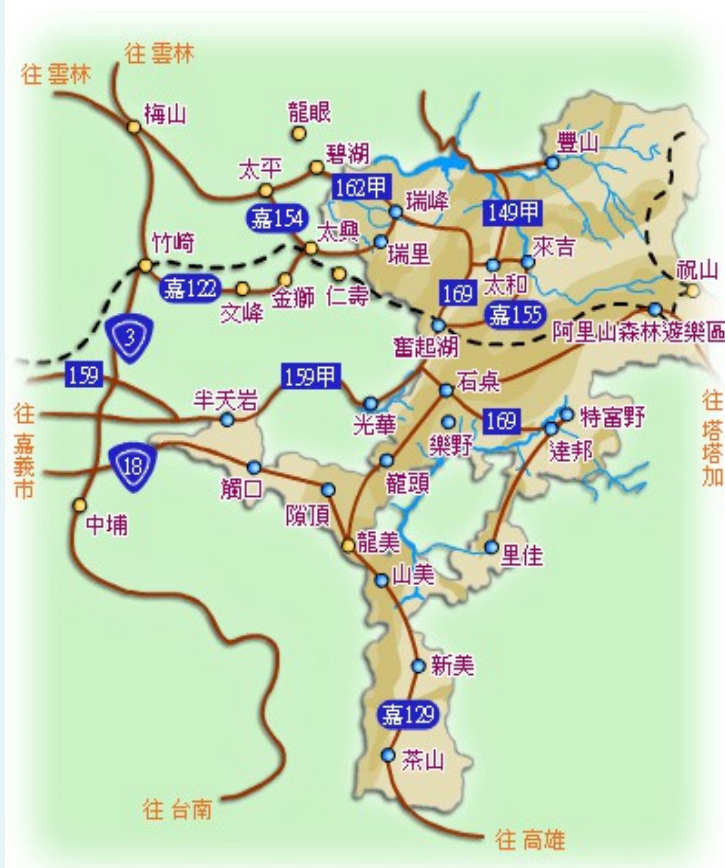 往 雲林
往 雲林
梅山
龍眼
豐山
碧湖
太平
162甲
瑞峰
149甲
嘉154
竹崎
太興
瑞里
來吉
太和
祝山
嘉122
文峰
金獅
仁壽
169
嘉155
奮起湖
阿里山森林遊樂區
3
159
159甲
石桌
半天岩
光華
169
特富野
樂野
達邦
往 嘉義市
往 塔塔加
18
觸口
龍頭
隙頂
中埔
龍美
里佳
山美
新美
嘉129
茶山
往 台南
往 高雄